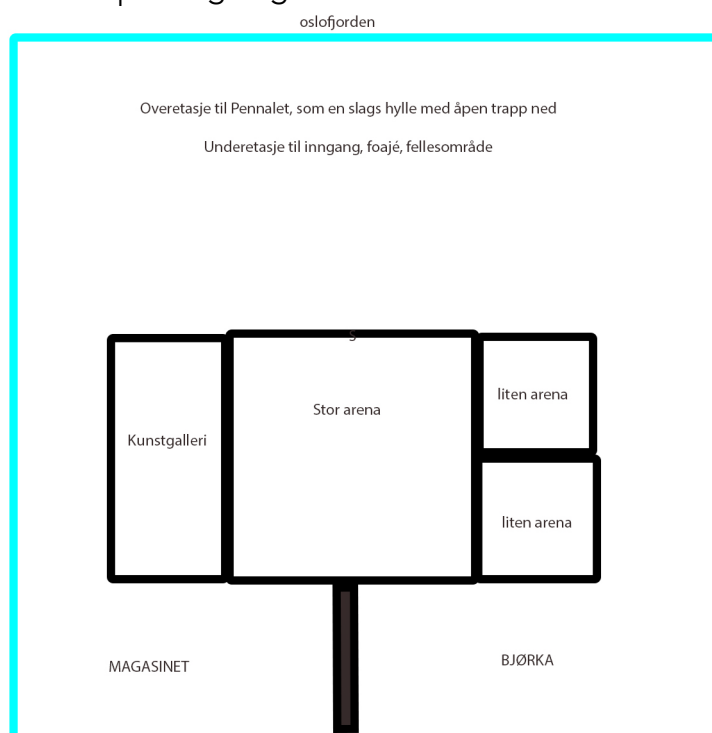 oslofjorden
Overetasje til Pennalet, som en slags hylle med åpen trapp ned
Underetasje til inngang, foajé, fellesområde
S
Stor arena
liten arena
Kunstgalleri
liten arena
MAGASINET
BJØRKA